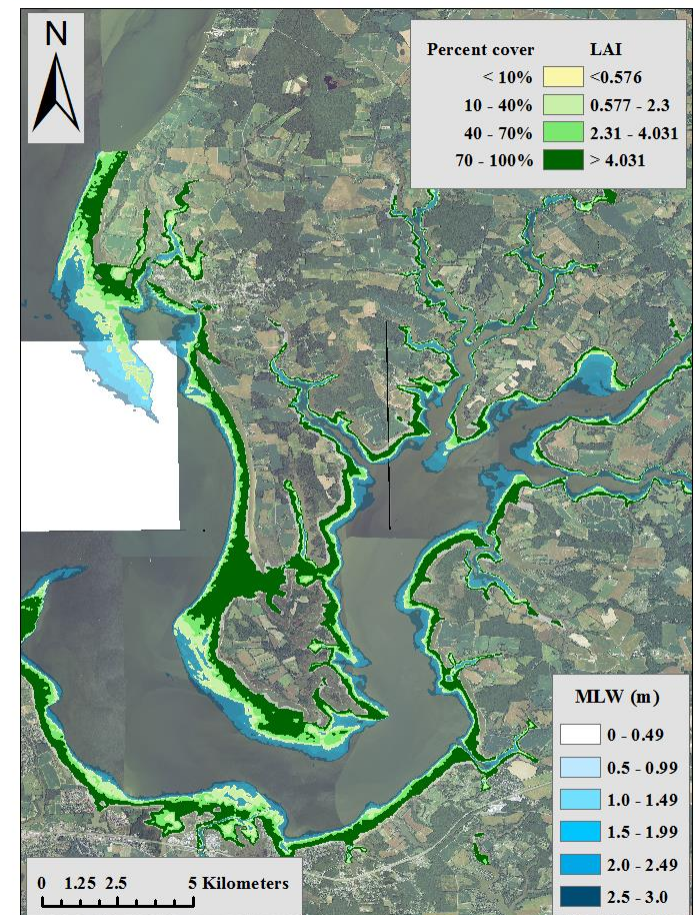 N
Percent cover LAI
< 10% <0.576
10 - 40% 0.577 - 2.3
40 - 70% 2.31 - 4.031
70 - 100% > 4.031
MLW (m)
0 - 0.49
0.5 - 0.99
1.0 - 1.49
1.5 - 1.99
2.0 - 2.49
2.5 - 3.0
0 1.25 2.5 5 Kilometers